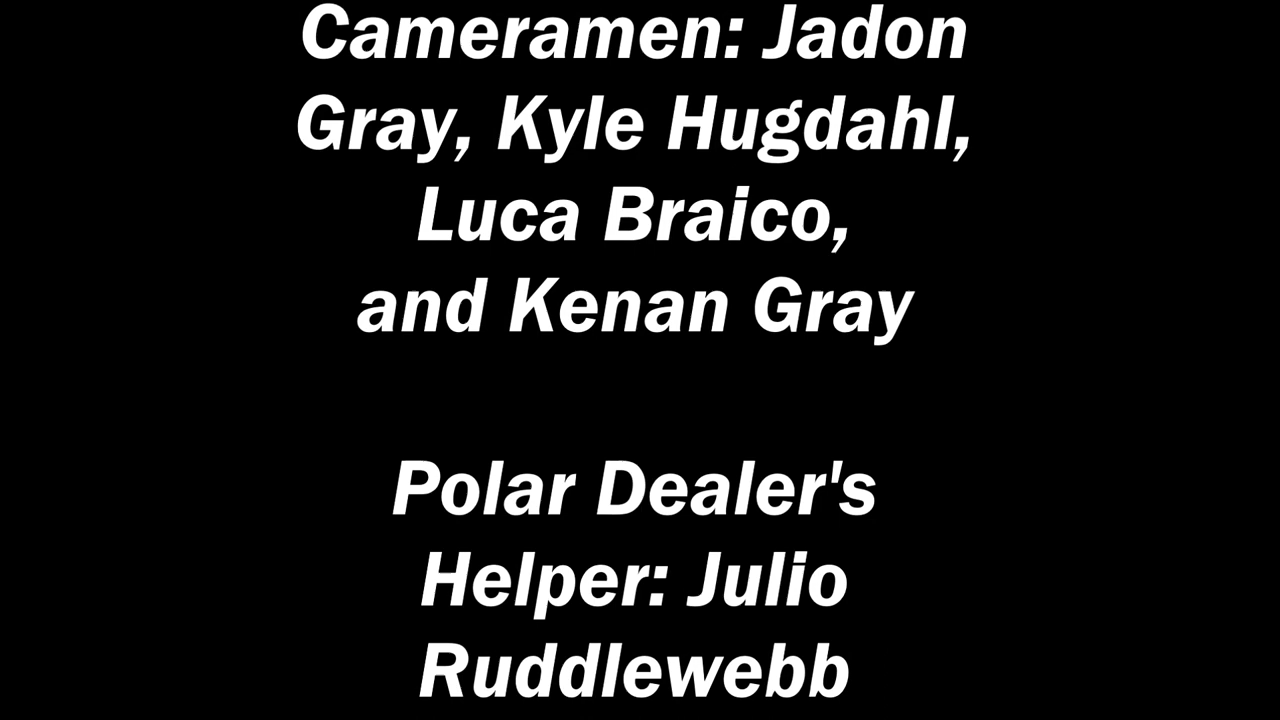 Cameramen: Jadon
Gray, Kyle Hugdahl,
Luca Braico,
and Kenan Gray
Polar Dealer's
Helper: Julio
Ruddlewebb